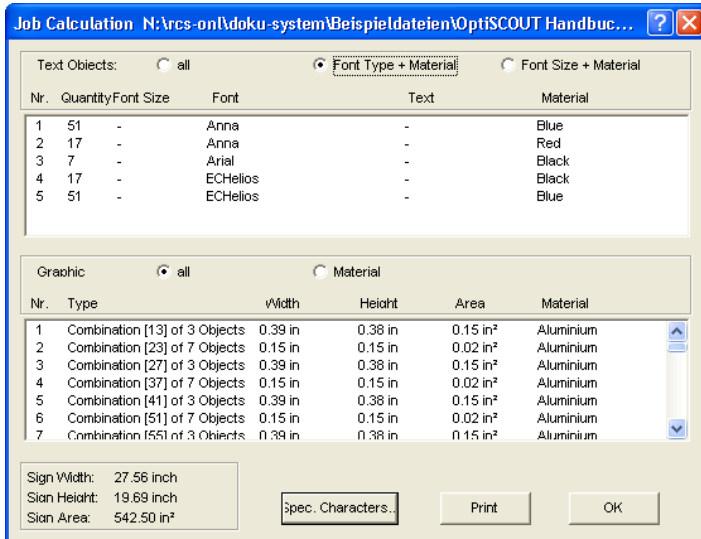 Job Calculation N:\rcs-onl\doku-system\Beispieldateien\OptiSCOUT Handbuc...
Text Objects: all Font Type + Material Font Size + Material
Nr. Quantity Font Size Font Text Material
1 51 - Anna - Blue
2 17 - Anna - Red
3 7 - Arial - Black
4 17 - ECHelios - Black
5 51 - ECHelios - Blue
Graphic all Material
Nr. Type Width Height Area Material
1 Combination [13] of 3 Objects 0.39 in 0.38 in 0.15 in² Aluminium
2 Combination [23] of 7 Objects 0.15 in 0.15 in 0.02 in² Aluminium
3 Combination [27] of 3 Objects 0.39 in 0.38 in 0.15 in² Aluminium
4 Combination [37] of 7 Objects 0.15 in 0.15 in 0.02 in² Aluminium
5 Combination [41] of 3 Objects 0.39 in 0.38 in 0.15 in² Aluminium
6 Combination [51] of 7 Objects 0.15 in 0.15 in 0.02 in² Aluminium
7 Combination [55] of 3 Objects 0.39 in 0.38 in 0.15 in² Aluminium
Sign Width: 27.56 inch
Sign Height: 19.69 inch
Sign Area: 542.50 in²
Spec. Characters.. Print OK